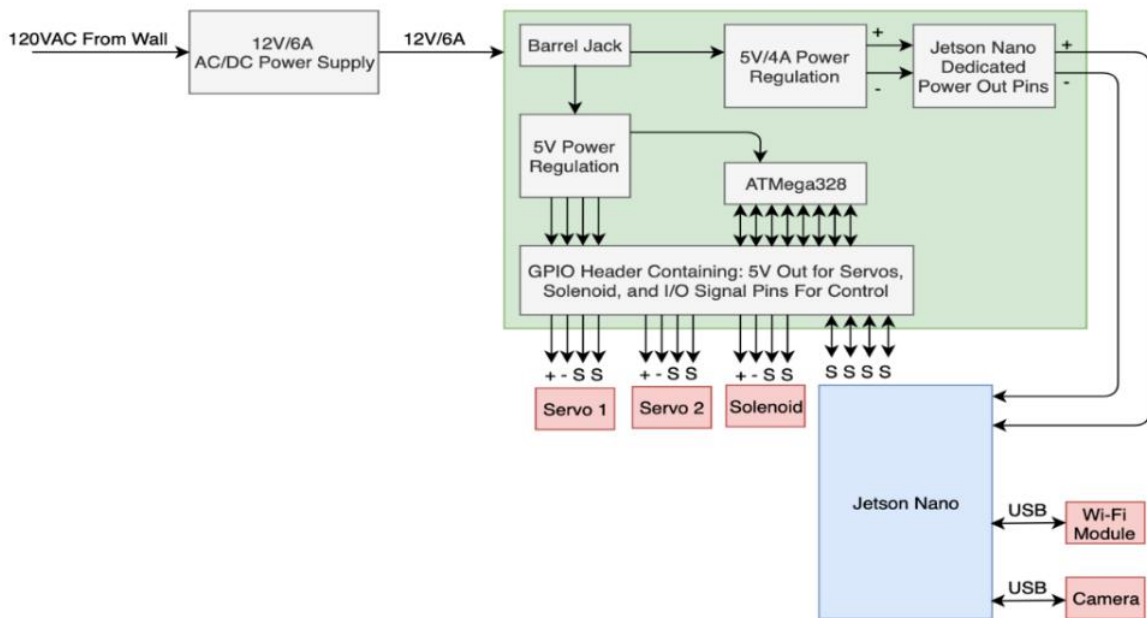 120VAC From Wall
12V/6A
AC/DC Power Supply
12V/6A
Barrel Jack
5V/4A Power
Regulation
+
-
Jetson Nano
Dedicated
Power Out Pins
+
-
5V Power
Regulation
ATMega328
GPIO Header Containing: 5V Out for Servos,
Solenoid, and I/O Signal Pins For Control
+ - S S
+ - S S
+ - S S
S S S S
Servo 1
Servo 2
Solenoid
Jetson Nano
USB
Wi-Fi
Module
USB
Camera